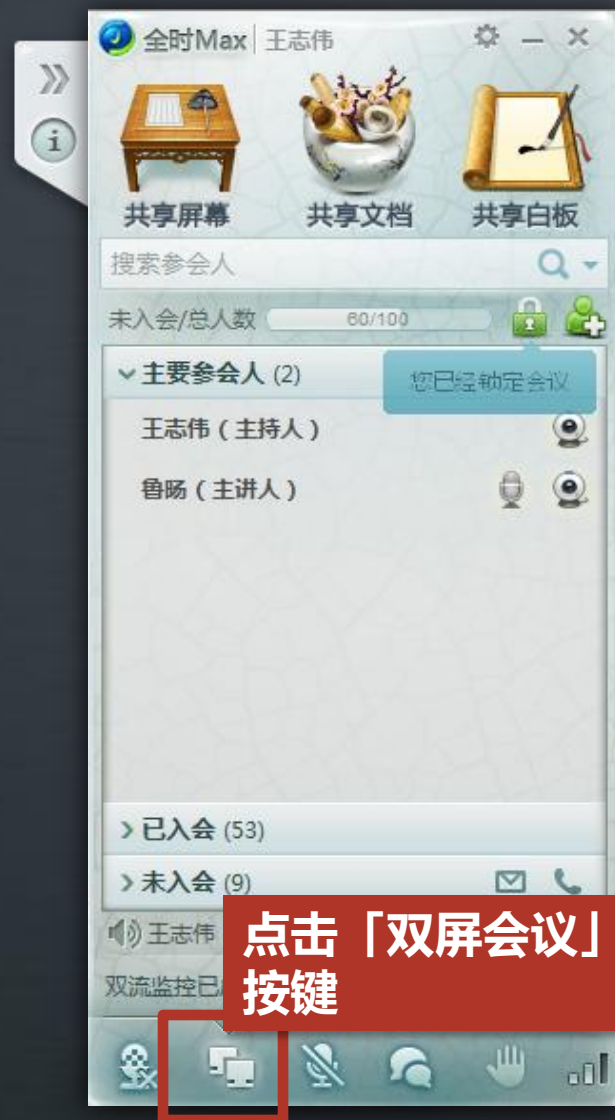 全时Max 王志伟
共享屏幕 共享文档 共享白板
搜索参会人
未入会/总人数 60/100
主要参会人 (2)
您已经锁定会议
王志伟（主持人）
鲁旸（主讲人）
已入会 (53)
未入会 (9)
王志伟
双流监控已
点击「双屏会议」
按键